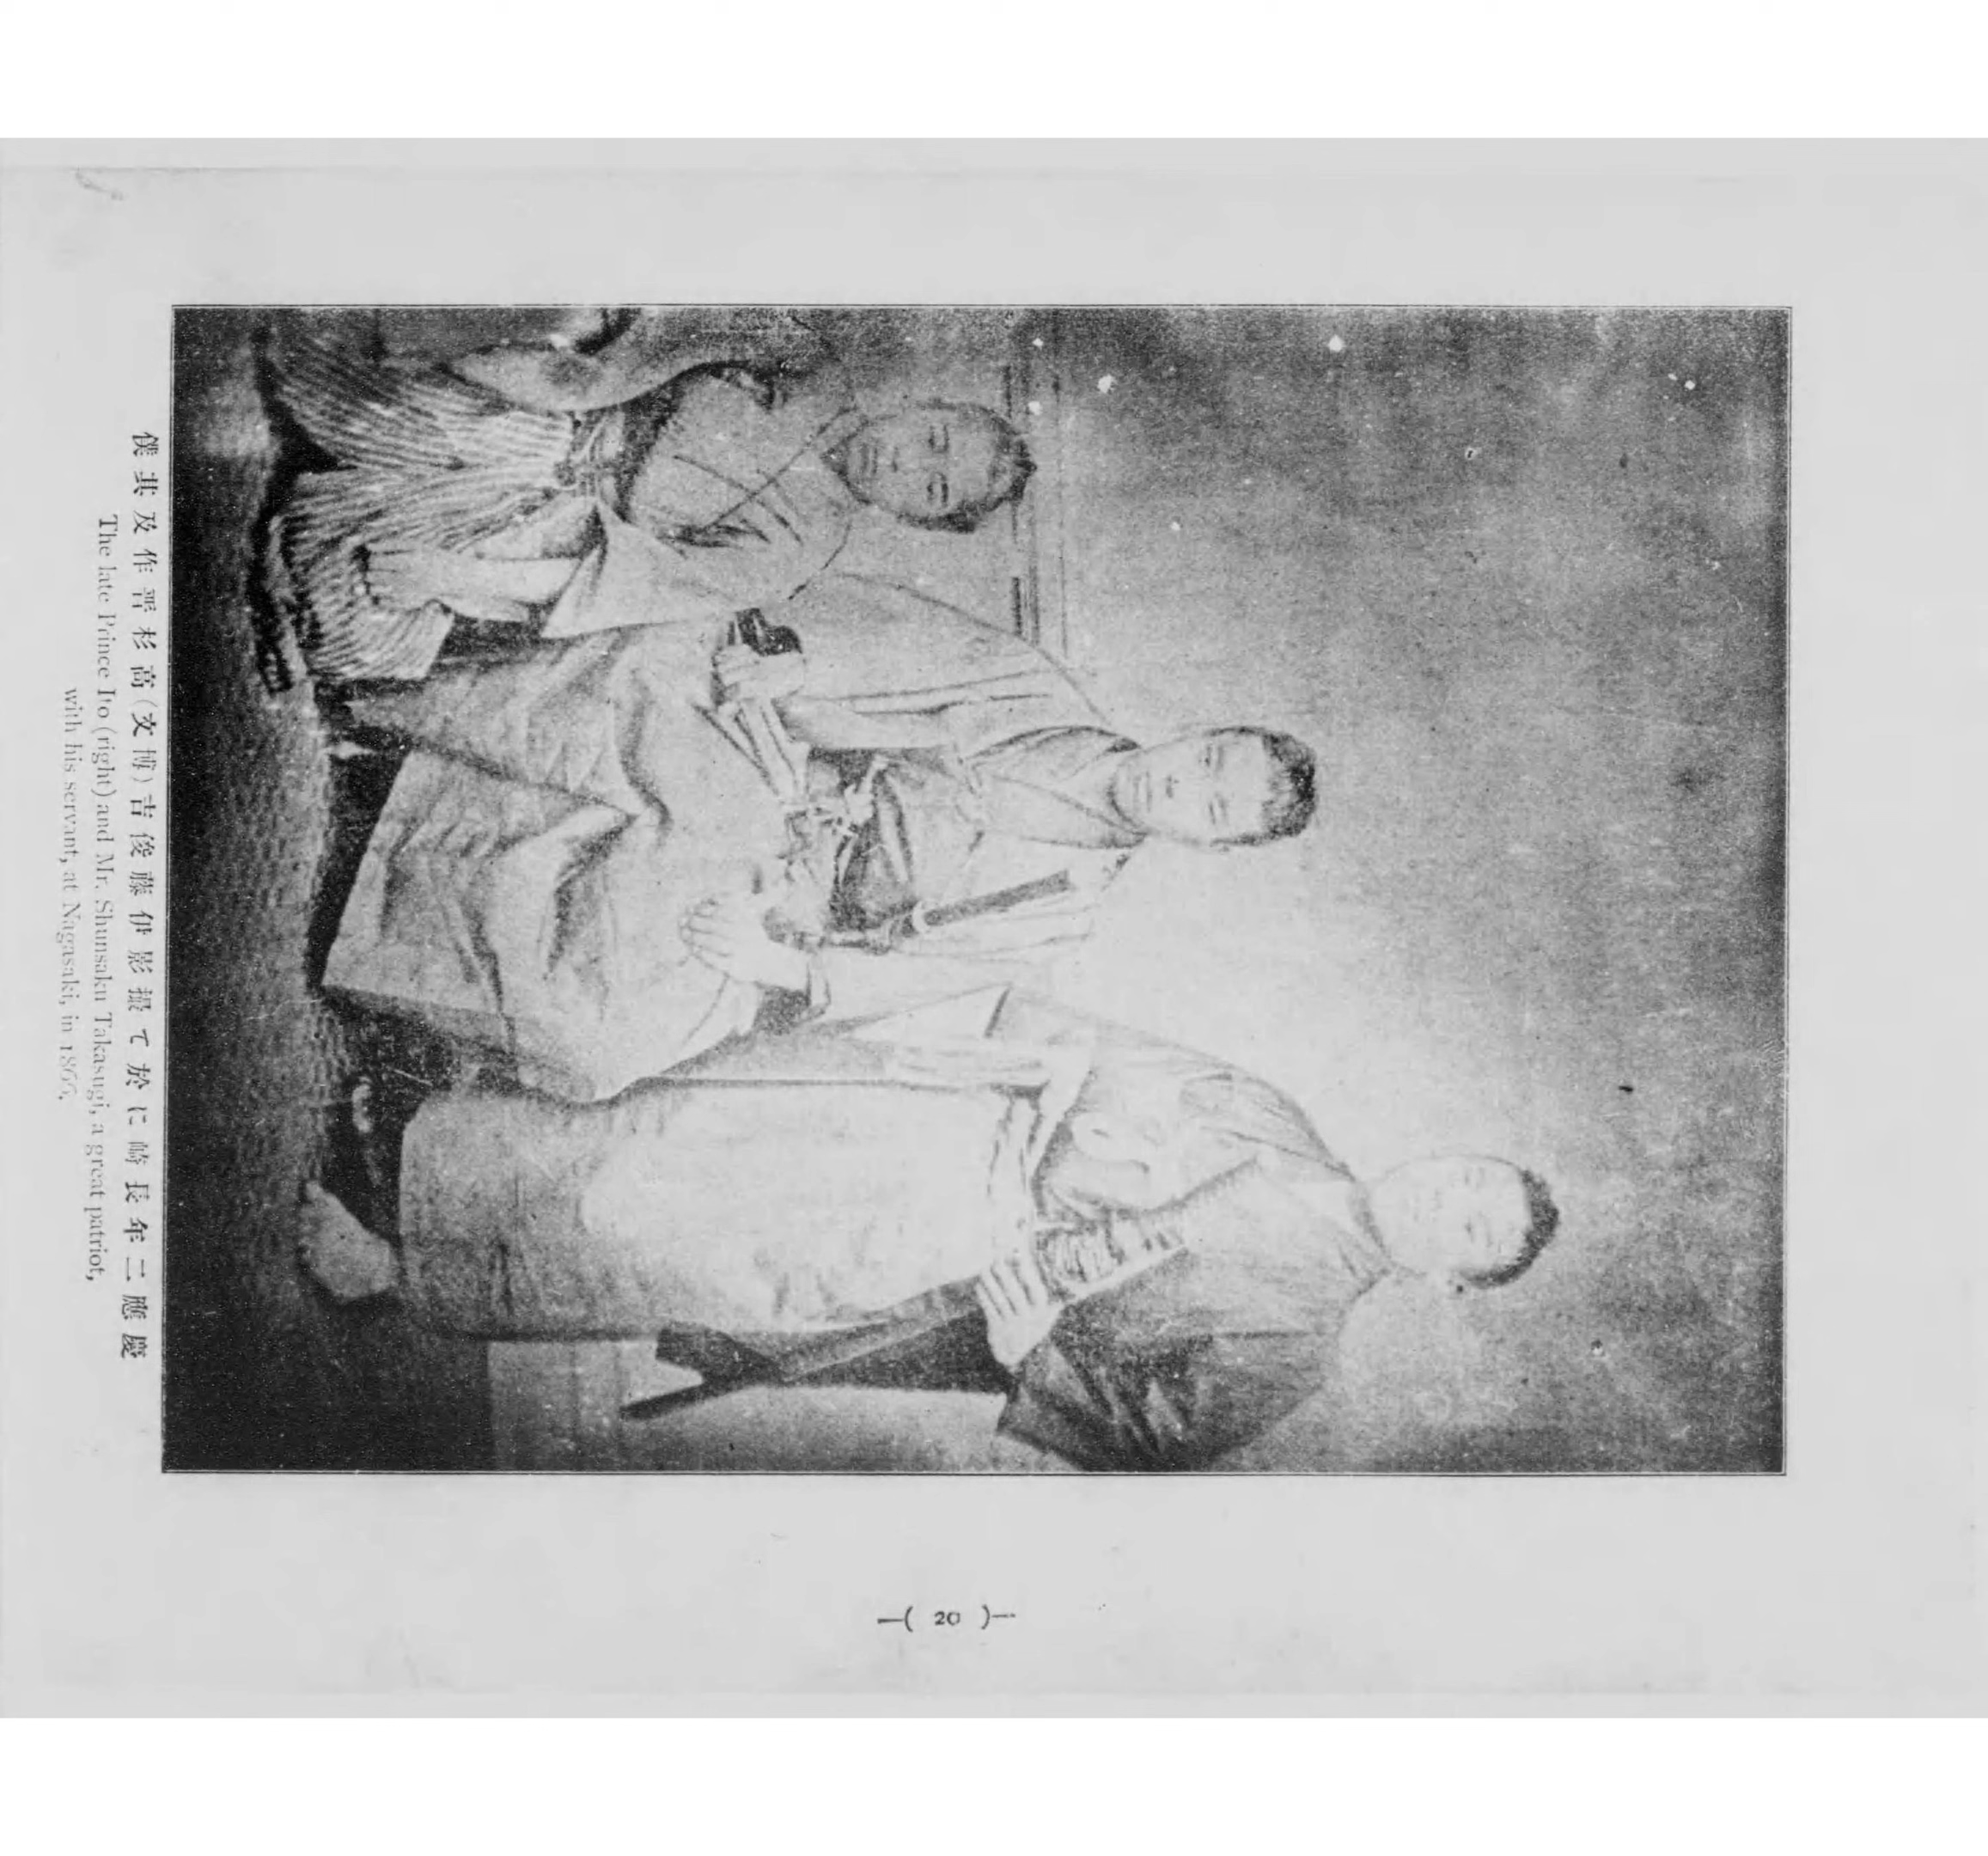 慶應二年長崎に於て撮影伊藤俊吉(博文)高杉晋作及其僕
The late Prince Ito (right) and Mr. Shunsaku Takasugi, a great patriot,
with his servant, at Nagasaki, in 1866.
—( 20 )—